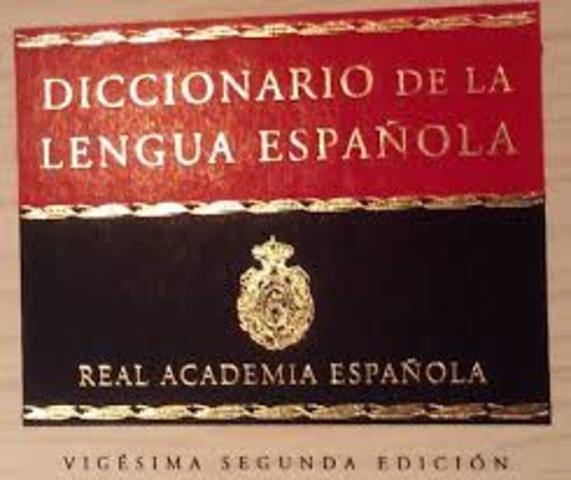 DICCIONARIO DE LA
LENGUA ESPAÑOLA
REAL ACADEMIA ESPAÑOLA
VIGÉSIMA SEGUNDA EDICIÓN